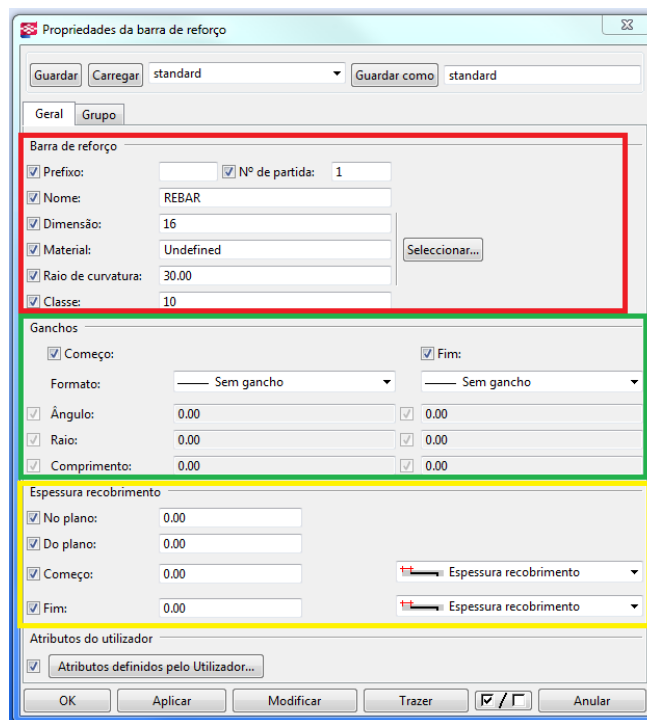 Propriedades da barra de reforço
Guardar Carregar standard Guardar como standard
Geral Grupo
Barra de reforço
Prefixo: Nº de partida: 1
Nome: REBAR
Dimensão: 16
Material: Undefined Seleccionar...
Raio de curvatura: 30.00
Classe: 10
Ganchos
Começo: Fim:
Formato: Sem gancho Sem gancho
Ângulo: 0.00 0.00
Raio: 0.00 0.00
Comprimento: 0.00 0.00
Espessura recobrimento
No plano: 0.00
Do plano: 0.00
Começo: 0.00 Espessura recobrimento
Fim: 0.00 Espessura recobrimento
Atributos do utilizador
Atributos definidos pelo Utilizador...
OK Aplicar Modificar Trazer / Anular